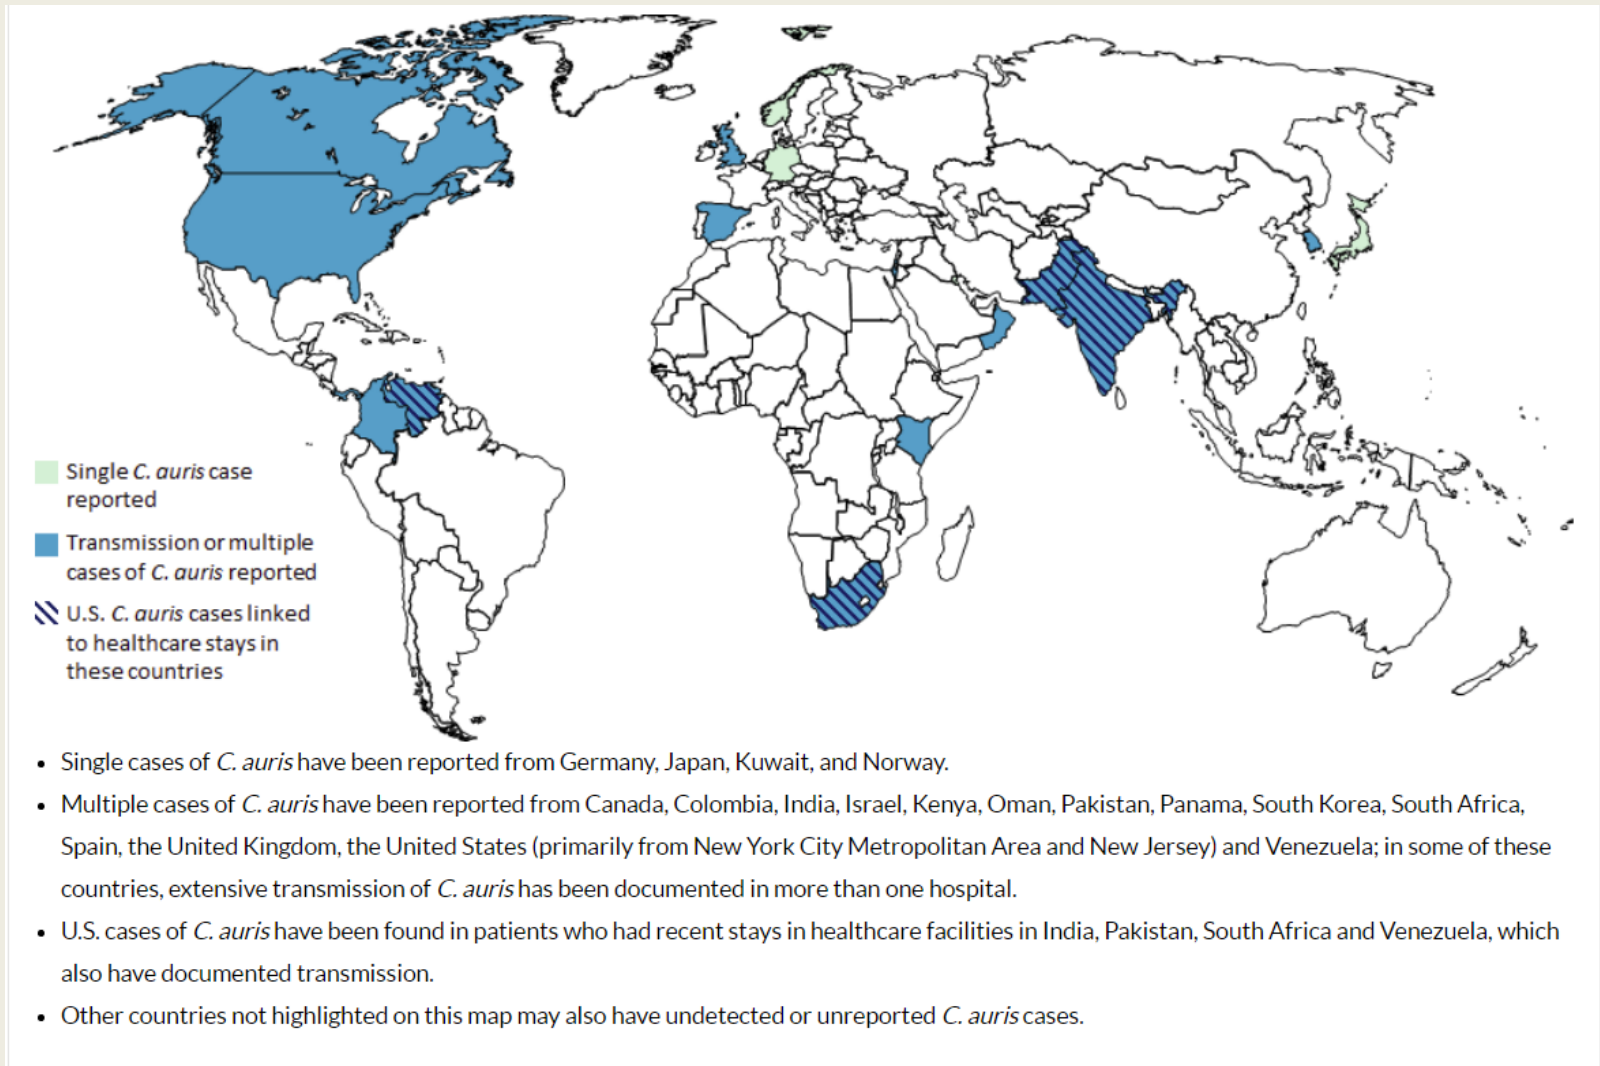 Single C. auris case
reported
Transmission or multiple
cases of C. auris reported
U.S. C. auris cases linked
to healthcare stays in
these countries
• Single cases of C. auris have been reported from Germany, Japan, Kuwait, and Norway.
• Multiple cases of C. auris have been reported from Canada, Colombia, India, Israel, Kenya, Oman, Pakistan, Panama, South Korea, South Africa,
Spain, the United Kingdom, the United States (primarily from New York City Metropolitan Area and New Jersey) and Venezuela; in some of these
countries, extensive transmission of C. auris has been documented in more than one hospital.
• U.S. cases of C. auris have been found in patients who had recent stays in healthcare facilities in India, Pakistan, South Africa and Venezuela, which
also have documented transmission.
• Other countries not highlighted on this map may also have undetected or unreported C. auris cases.